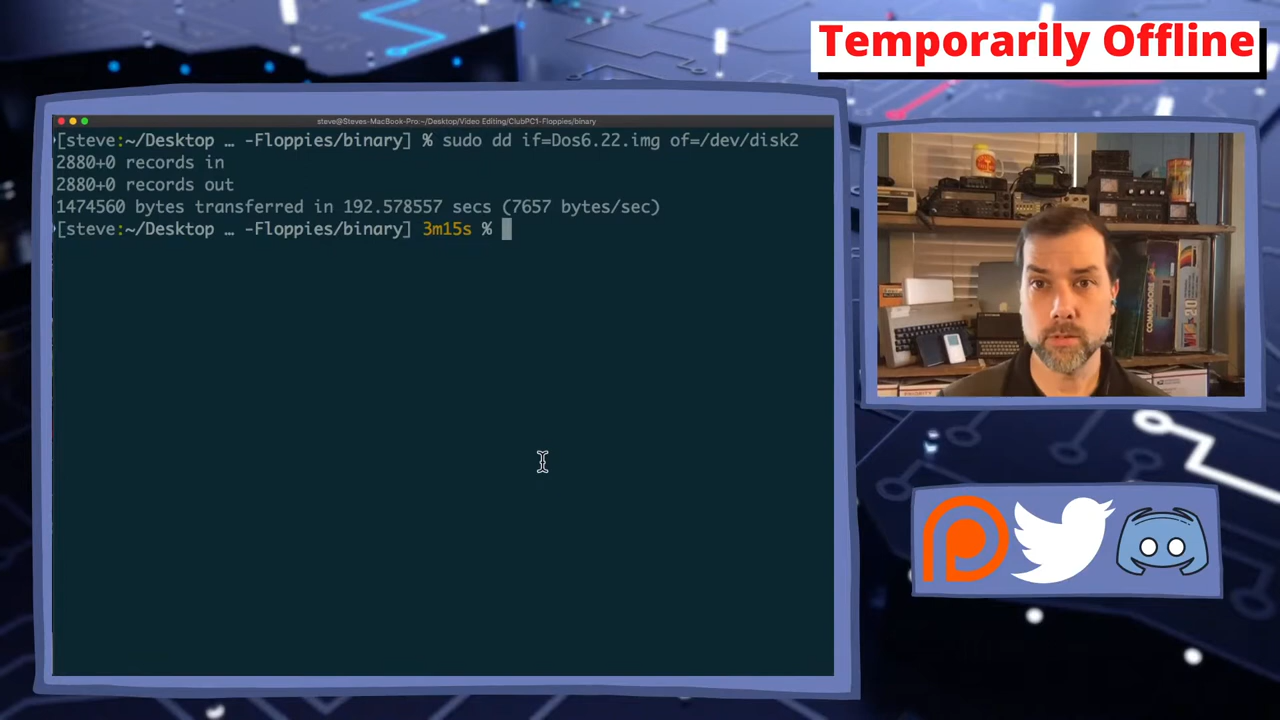 Temporarily Offline
steve@Steves-MacBook-Pro:~/Desktop/Video Editing/ClubPC1-Floppies/binary
[steve:~/Desktop … -Floppies/binary] % sudo dd if=Dos6.22.img of=/dev/disk2
2880+0 records in
2880+0 records out
1474560 bytes transferred in 192.578557 secs (7657 bytes/sec)
[steve:~/Desktop … -Floppies/binary] 3m15s %
COMMODORE